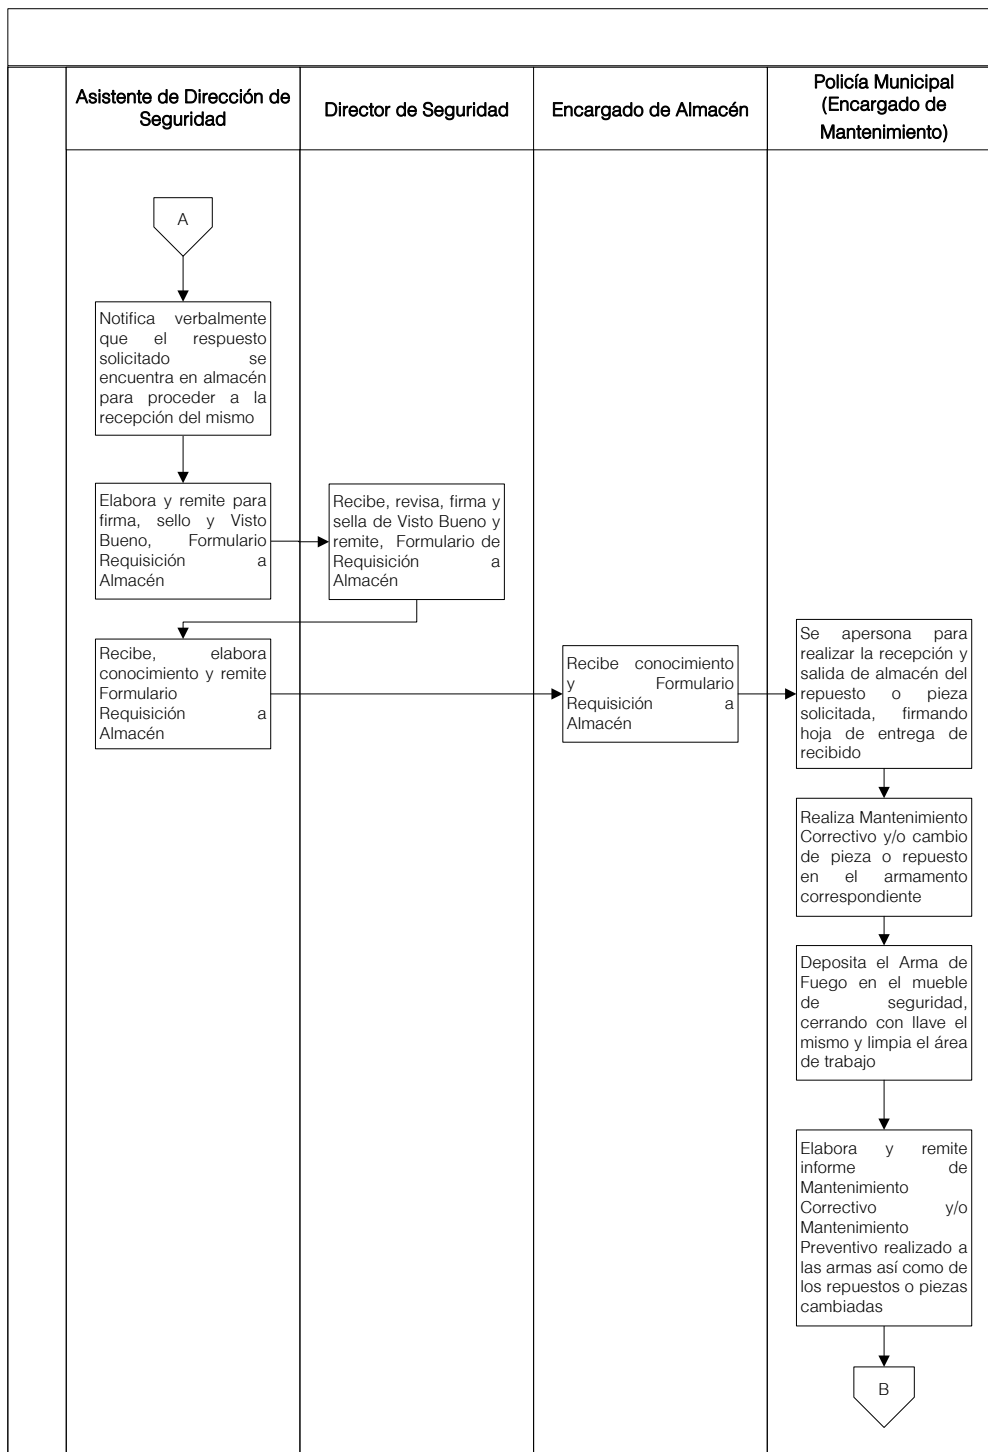 Asistente de Dirección de
Seguridad
Director de Seguridad
Encargado de Almacén
Policía Municipal
(Encargado de
Mantenimiento)
A
Notifica verbalmente
que el respuesto
solicitado se
encuentra en almacén
para proceder a la
recepción del mismo
Elabora y remite para
firma, sello y Visto
Bueno, Formulario
Requisición a
Almacén
Recibe, revisa, firma y
sella de Visto Bueno y
remite, Formulario de
Requisición a
Almacén
Recibe, elabora
conocimiento y remite
Formulario
Requisición a
Almacén
Recibe conocimiento
y Formulario
Requisición a
Almacén
Se apersona para
realizar la recepción y
salida de almacén del
repuesto o pieza
solicitada, firmando
hoja de entrega de
recibido
Realiza Mantenimiento
Correctivo y/o cambio
de pieza o repuesto
en el armamento
correspondiente
Deposita el Arma de
Fuego en el mueble
de seguridad,
cerrando con llave el
mismo y limpia el área
de trabajo
Elabora y remite
informe de
Mantenimiento
Correctivo y/o
Mantenimiento
Preventivo realizado a
las armas así como de
los repuestos o piezas
cambiadas
B